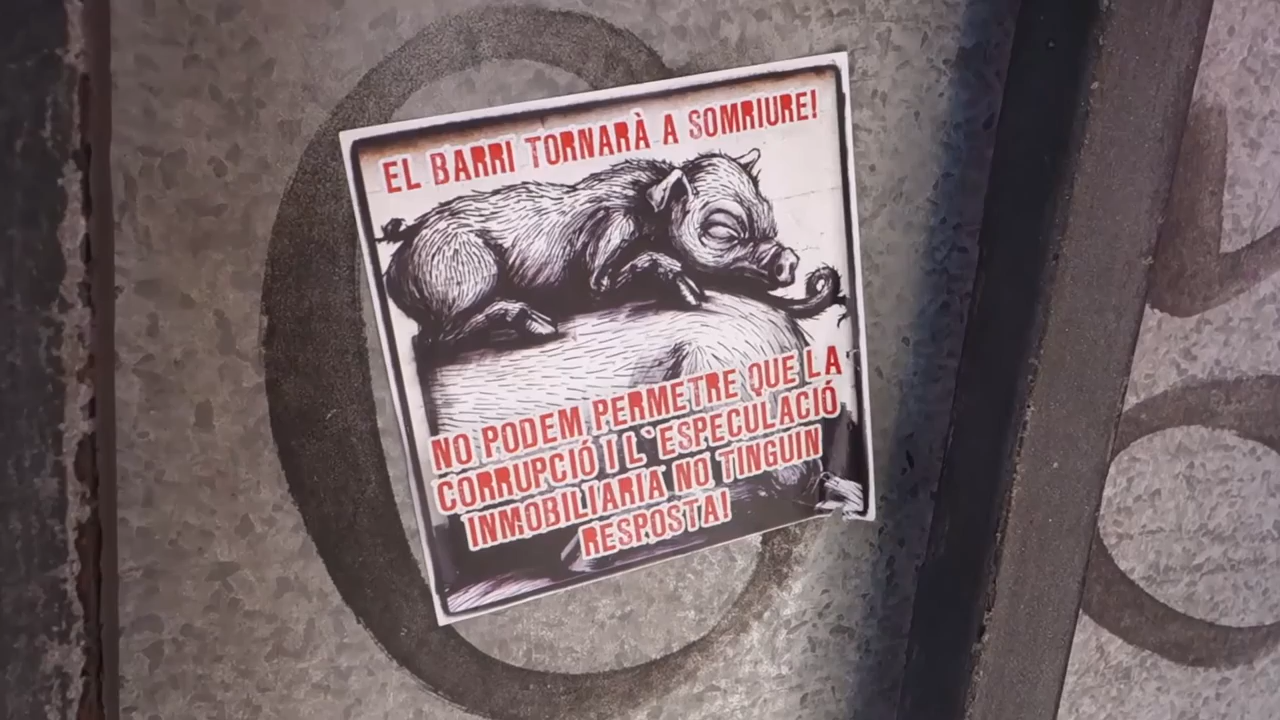 EL BARRI TORNARÀ A SOMRIURE!
NO PODEM PERMETRE QUE LA
CORRUPCIÓ I L`ESPECULACIÓ
INMOBILIARIA NO TINGUIN
RESPOSTA!